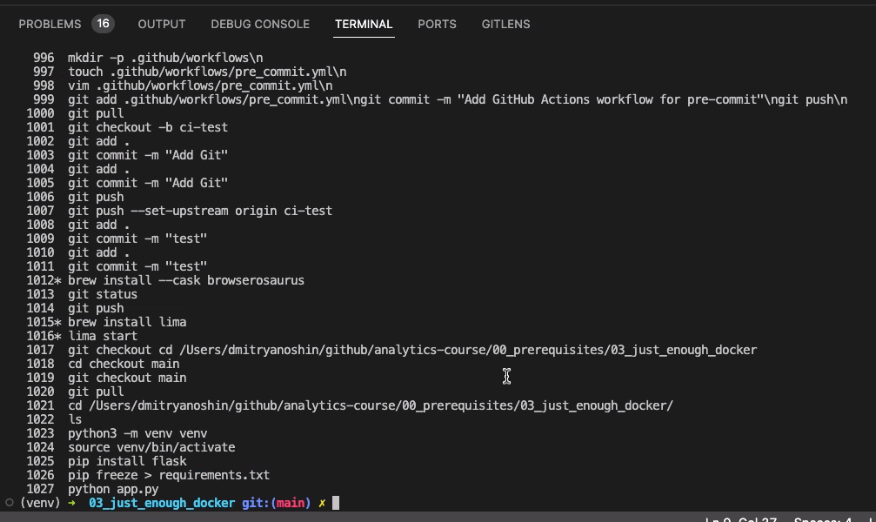 PROBLEMS 16 OUTPUT DEBUG CONSOLE TERMINAL PORTS GITLENS
996 mkdir -p .github/workflows\n
997 touch .github/workflows/pre_commit.yml\n
998 vim .github/workflows/pre_commit.yml\n
999 git add .github/workflows/pre_commit.yml\ngit commit -m "Add GitHub Actions workflow for pre-commit"\ngit push\n
1000 git pull
1001 git checkout -b ci-test
1002 git add .
1003 git commit -m "Add Git"
1004 git add .
1005 git commit -m "Add Git"
1006 git push
1007 git push --set-upstream origin ci-test
1008 git add .
1009 git commit -m "test"
1010 git add .
1011 git commit -m "test"
1012* brew install --cask browserosaurus
1013 git status
1014 git push
1015* brew install lima
1016* lima start
1017 git checkout cd /Users/dmitryanoshin/github/analytics-course/00_prerequisites/03_just_enough_docker
1018 cd checkout main
1019 git checkout main
1020 git pull
1021 cd /Users/dmitryanoshin/github/analytics-course/00_prerequisites/03_just_enough_docker/
1022 ls
1023 python3 -m venv venv
1024 source venv/bin/activate
1025 pip install flask
1026 pip freeze > requirements.txt
1027 python app.py
(venv) → 03_just_enough_docker git:(main) ✗